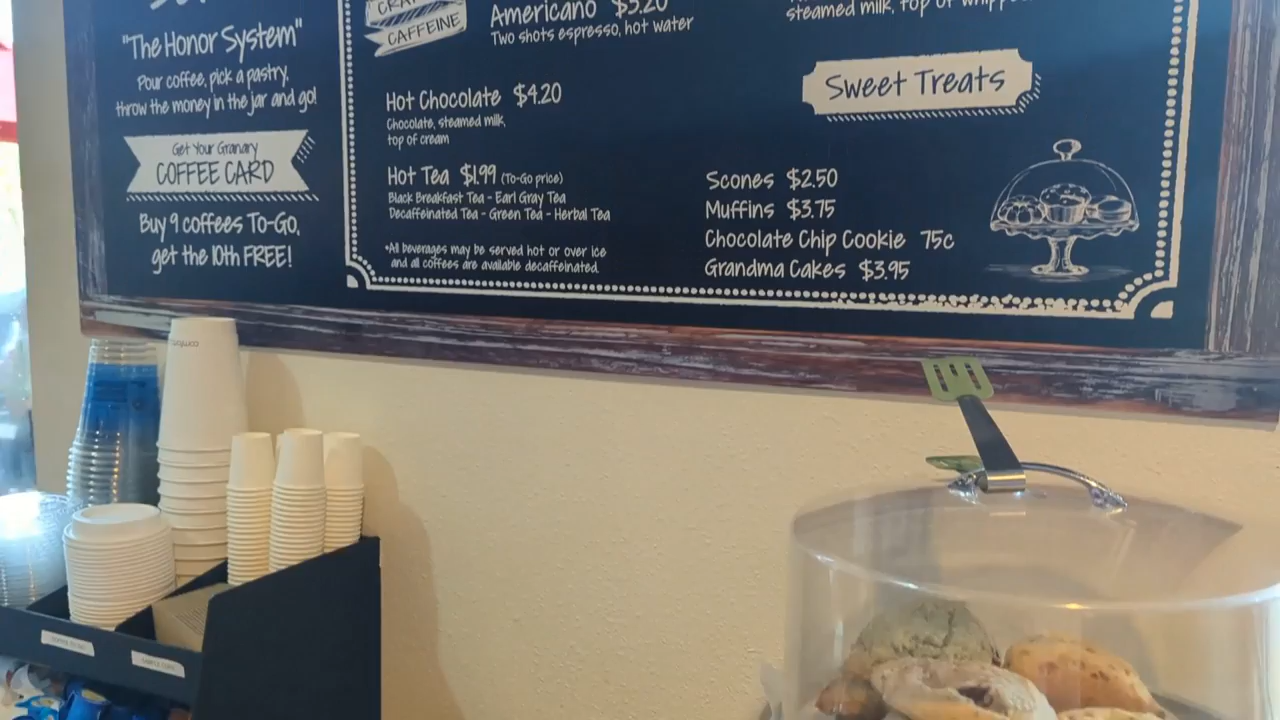 "The Honor System"
Pour coffee, pick a pastry,
throw the money in the jar and go!
Get Your Granary
COFFEE CARD
Buy 9 coffees To-Go,
get the 10th FREE!
CAFFEINE
Americano $3.20
Two shots espresso, hot water
Hot Chocolate $4.20
Chocolate, steamed milk,
top of cream
Hot Tea $1.99 (To-Go price)
Black Breakfast Tea - Earl Gray Tea
Decaffeinated Tea - Green Tea - Herbal Tea
*All beverages may be served hot or over ice
and all coffees are available decaffeinated.
steamed milk, top of
Sweet Treats
Scones $2.50
Muffins $3.75
Chocolate Chip Cookie 75c
Grandma Cakes $3.95